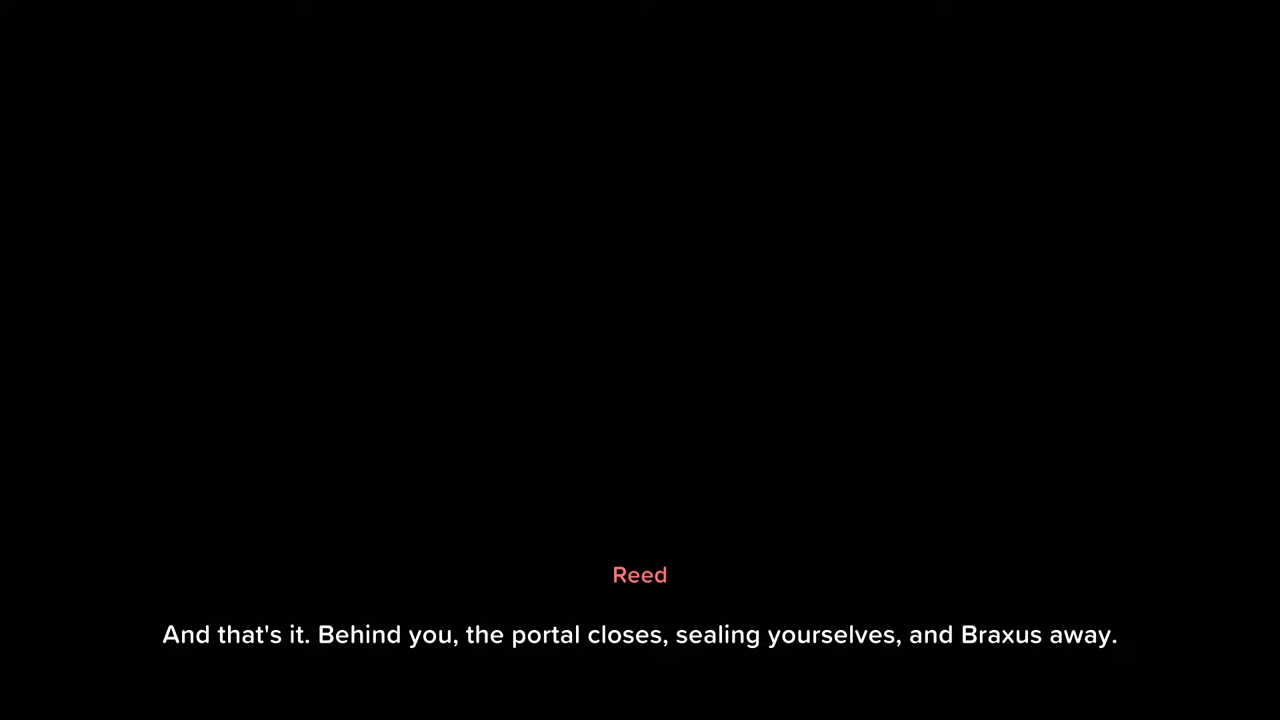 Reed
And that's it. Behind you, the portal closes, sealing yourselves, and Braxus away.